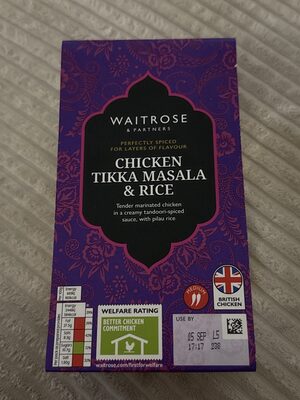 WAITROSE
& PARTNERS
PERFECTLY SPICED
FOR LAYERS OF FLAVOUR
CHICKEN
TIKKA MASALA
& RICE
Tender marinated chicken
in a creamy tandoori-spiced
sauce, with pilau rice
MEDIUM
BRITISH
CHICKEN
WELFARE RATING
BETTER CHICKEN
COMMITMENT
waitrose.com/firstforwelfare
USE BY
05 SEP
17:17